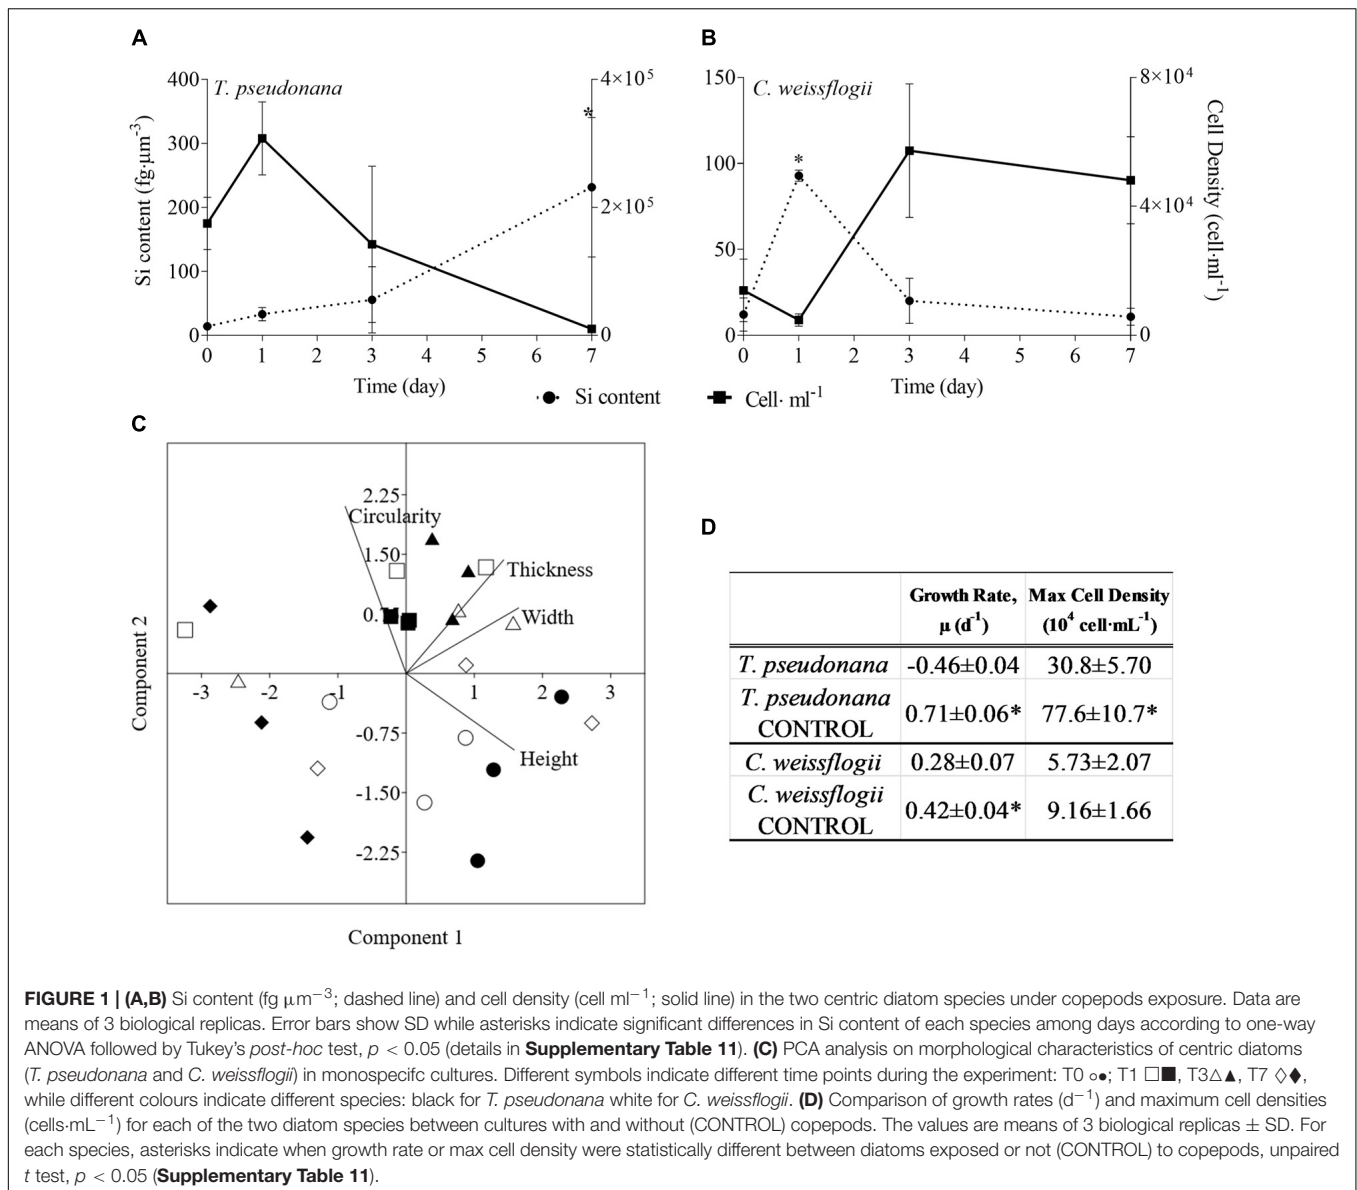 A
B
400
300
200
100
0
T. pseudonana
4×10⁵
2×10⁵
0
*
Si content (fg·μm⁻³)
0 1 2 3 4 5 6 7
Time (day)
150
100
50
0
C. weissflogii
8×10⁴
4×10⁴
0
*
Cell Density (cell·ml⁻¹)
0 1 2 3 4 5 6 7
Time (day)
Si content
Cell· ml⁻¹
C
2.25
Circularity
1.50
Thickness
Width
-3 -2 -1 1 2 3
-0.75
Height
-1.50
-2.25
Component 2
Component 1
D
Growth Rate, Max Cell Density
μ (d⁻¹) (10⁴ cell·mL⁻¹)
T. pseudonana -0.46±0.04 30.8±5.70
T. pseudonana
CONTROL 0.71±0.06* 77.6±10.7*
C. weissflogii 0.28±0.07 5.73±2.07
C. weissflogii
CONTROL 0.42±0.04* 9.16±1.66
FIGURE 1 | (A,B) Si content (fg μm⁻³; dashed line) and cell density (cell ml⁻¹; solid line) in the two centric diatom species under copepods exposure. Data are
means of 3 biological replicas. Error bars show SD while asterisks indicate significant differences in Si content of each species among days according to one-way
ANOVA followed by Tukey's post-hoc test, p < 0.05 (details in Supplementary Table 11). (C) PCA analysis on morphological characteristics of centric diatoms
(T. pseudonana and C. weissflogii) in monospecifc cultures. Different symbols indicate different time points during the experiment: T0 ○●; T1 □■, T3△▲, T7 ◇◆,
while different colours indicate different species: black for T. pseudonana white for C. weissflogii. (D) Comparison of growth rates (d⁻¹) and maximum cell densities
(cells·mL⁻¹) for each of the two diatom species between cultures with and without (CONTROL) copepods. The values are means of 3 biological replicas ± SD. For
each species, asterisks indicate when growth rate or max cell density were statistically different between diatoms exposed or not (CONTROL) to copepods, unpaired
t test, p < 0.05 (Supplementary Table 11).